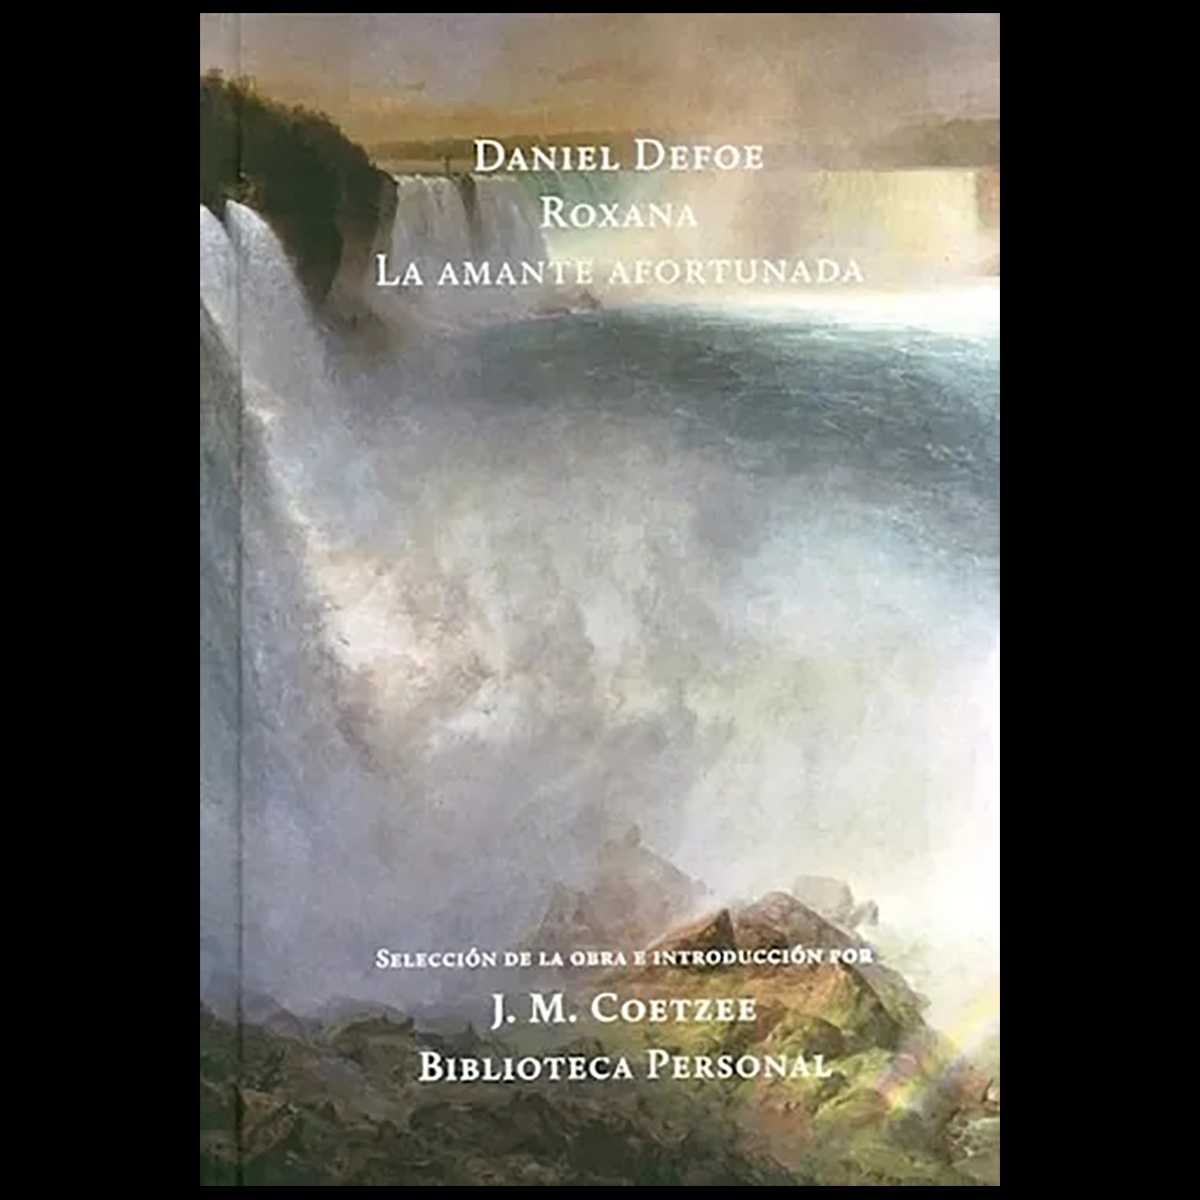 Daniel Defoe
Roxana
La amante afortunada
Selección de la obra e introducción por
J. M. Coetzee
Biblioteca Personal